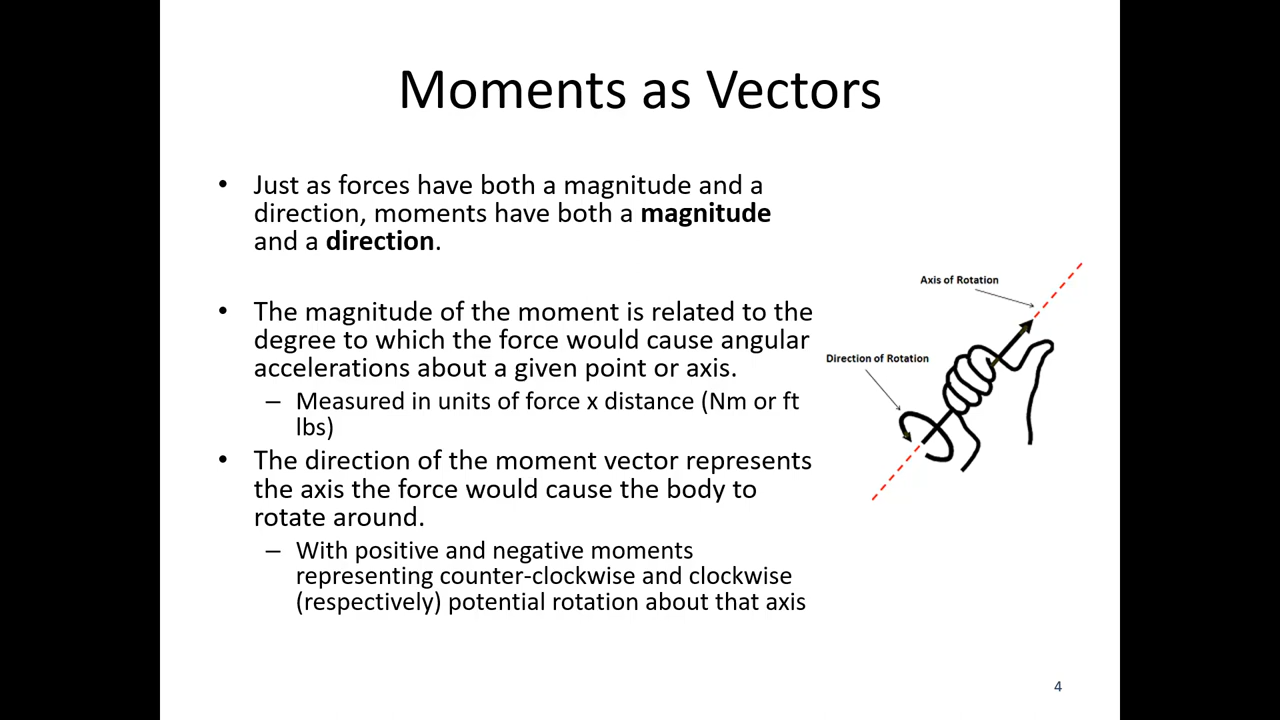 Moments as Vectors
• Just as forces have both a magnitude and a
direction, moments have both a magnitude
and a direction.
• The magnitude of the moment is related to the
degree to which the force would cause angular
accelerations about a given point or axis.
– Measured in units of force x distance (Nm or ft
lbs)
• The direction of the moment vector represents
the axis the force would cause the body to
rotate around.
– With positive and negative moments
representing counter-clockwise and clockwise
(respectively) potential rotation about that axis
Axis of Rotation
Direction of Rotation
4